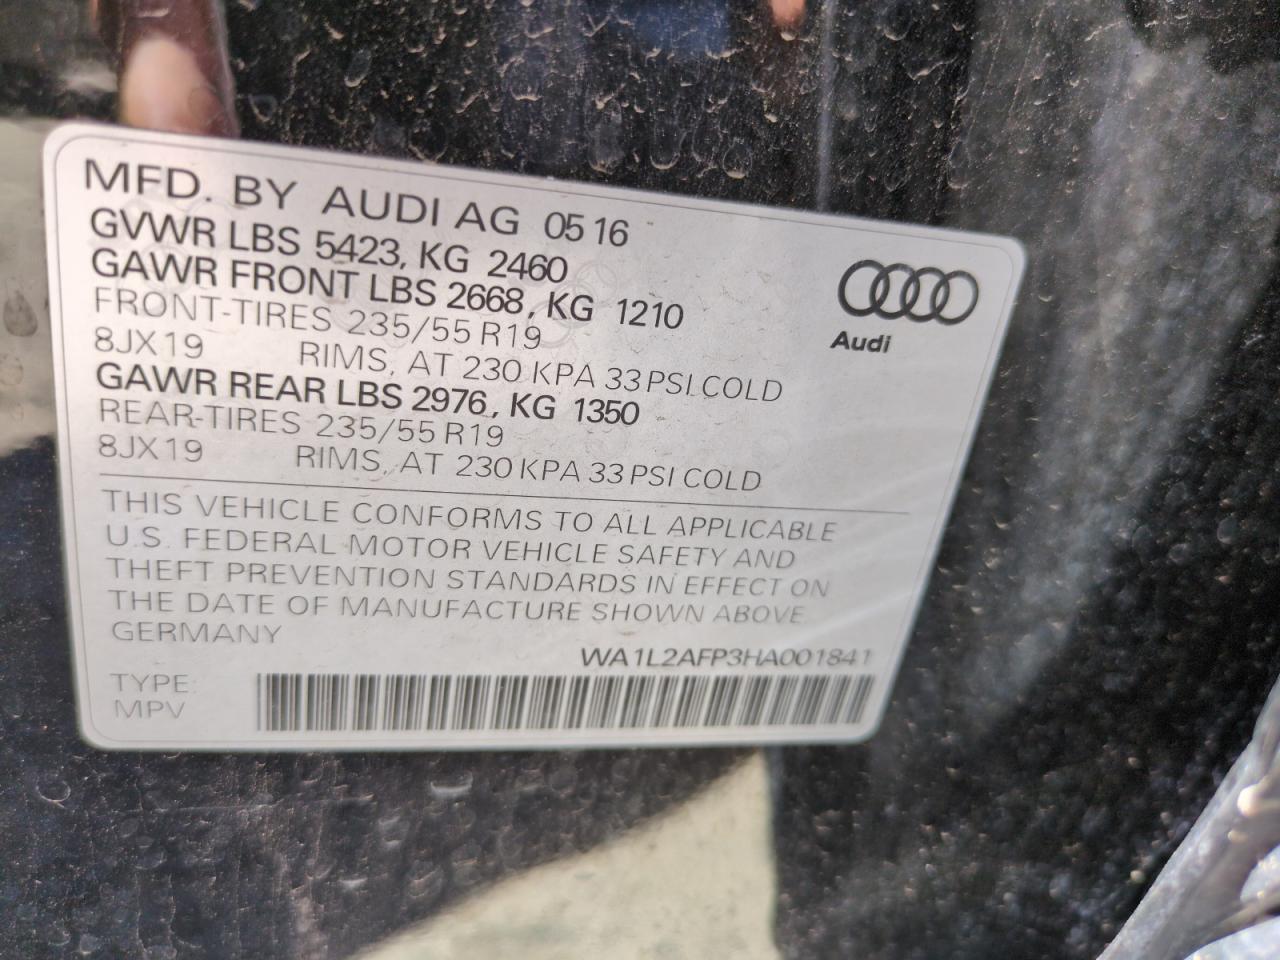 MFD. BY AUDI AG 05 16
GVWR LBS 5423, KG 2460
GAWR FRONT LBS 2668, KG 1210
FRONT-TIRES 235/55 R19
8JX19 RIMS, AT 230 KPA 33 PSI COLD
GAWR REAR LBS 2976, KG 1350
REAR-TIRES 235/55 R19
8JX19 RIMS, AT 230 KPA 33 PSI COLD
Audi
THIS VEHICLE CONFORMS TO ALL APPLICABLE
U.S. FEDERAL MOTOR VEHICLE SAFETY AND
THEFT PREVENTION STANDARDS IN EFFECT ON
THE DATE OF MANUFACTURE SHOWN ABOVE.
GERMANY
WA1L2AFP3HA001841
TYPE:
MPV